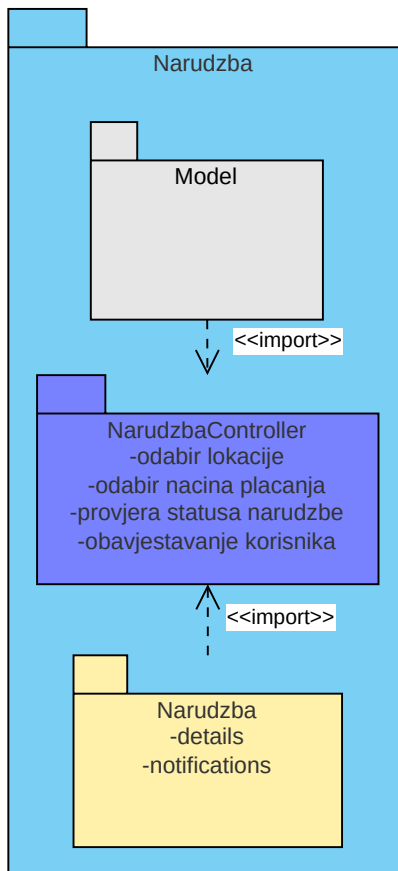 Narudzba
Model
<<import>>
NarudzbaController
-odabir lokacije
-odabir nacina placanja
-provjera statusa narudzbe
-obavjestavanje korisnika
<<import>>
Narudzba
-details
-notifications